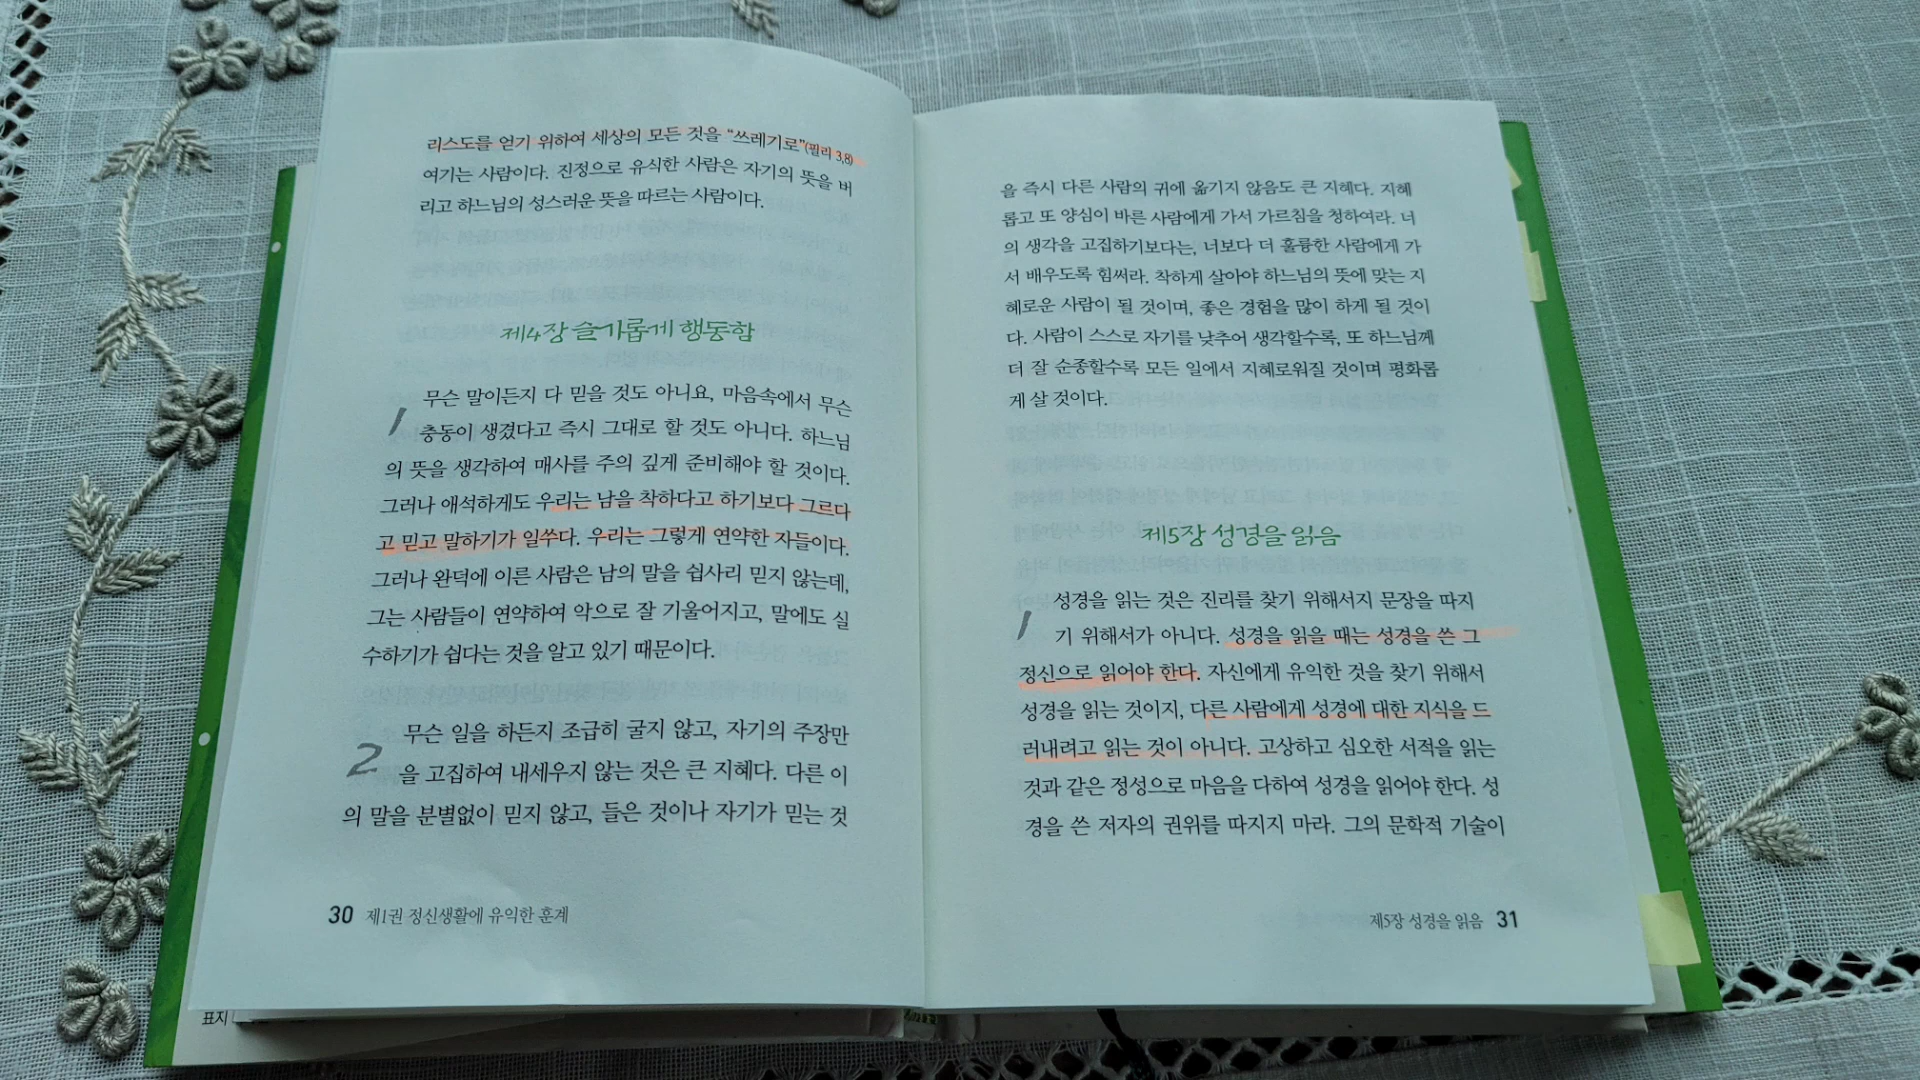 리스도를 얻기 위하여 세상의 모든 것을 “쓰레기로”(필리 3,8)
여기는 사람이다. 진정으로 유식한 사람은 자기의 뜻을 버
리고 하느님의 성스러운 뜻을 따르는 사람이다.
제4장 슬기롭게 행동함
1
무슨 말이든지 다 믿을 것도 아니요, 마음속에서 무슨
충동이 생겼다고 즉시 그대로 할 것도 아니다. 하느님
의 뜻을 생각하여 매사를 주의 깊게 준비해야 할 것이다.
그러나 애석하게도 우리는 남을 착하다고 하기보다 그르다
고 믿고 말하기가 일쑤다. 우리는 그렇게 연약한 자들이다.
그러나 완덕에 이른 사람은 남의 말을 쉽사리 믿지 않는데,
그는 사람들이 연약하여 악으로 잘 기울어지고, 말에도 실
수하기가 쉽다는 것을 알고 있기 때문이다.
2
무슨 일을 하든지 조급히 굴지 않고, 자기의 주장만
을 고집하여 내세우지 않는 것은 큰 지혜다. 다른 이
의 말을 분별없이 믿지 않고, 들은 것이나 자기가 믿는 것
30 제1권 정신생활에 유익한 훈계
표지
을 즉시 다른 사람의 귀에 옮기지 않음도 큰 지혜다. 지혜
롭고 또 양심이 바른 사람에게 가서 가르침을 청하여라. 너
의 생각을 고집하기보다는, 너보다 더 훌륭한 사람에게 가
서 배우도록 힘써라. 착하게 살아야 하느님의 뜻에 맞는 지
혜로운 사람이 될 것이며, 좋은 경험을 많이 하게 될 것이
다. 사람이 스스로 자기를 낮추어 생각할수록, 또 하느님께
더 잘 순종할수록 모든 일에서 지혜로워질 것이며 평화롭
게 살 것이다.
제5장 성경을 읽음
1
성경을 읽는 것은 진리를 찾기 위해서지 문장을 따지
기 위해서가 아니다. 성경을 읽을 때는 성경을 쓴 그
정신으로 읽어야 한다. 자신에게 유익한 것을 찾기 위해서
성경을 읽는 것이지, 다른 사람에게 성경에 대한 지식을 드
러내려고 읽는 것이 아니다. 고상하고 심오한 서적을 읽는
것과 같은 정성으로 마음을 다하여 성경을 읽어야 한다. 성
경을 쓴 저자의 권위를 따지지 마라. 그의 문학적 기술이
제5장 성경을 읽음 31